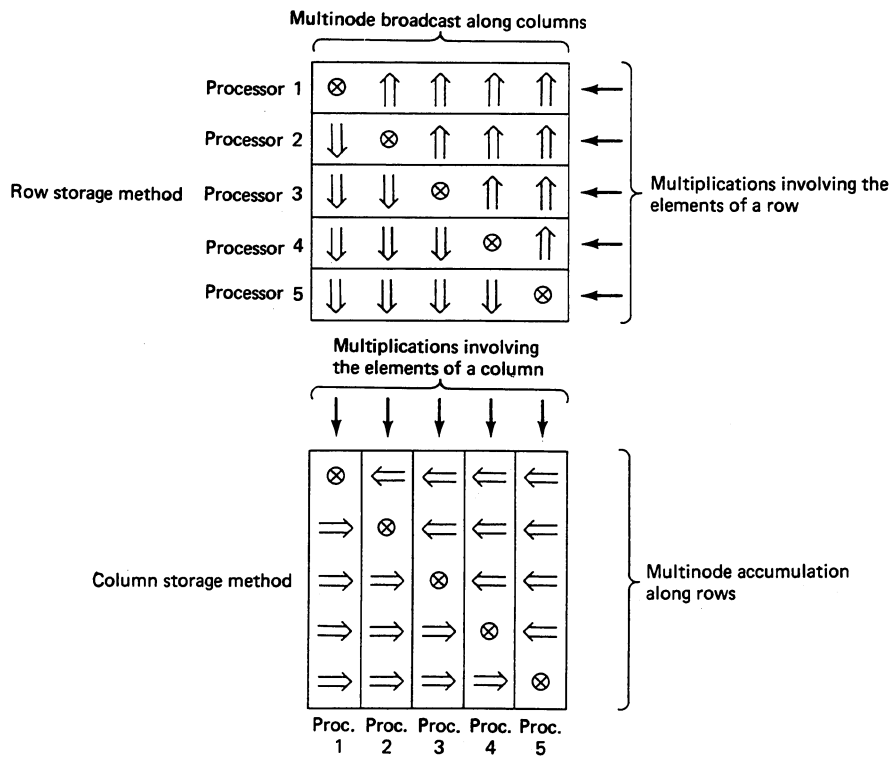 Multinode broadcast along columns
Processor 1
Processor 2
Row storage method
Processor 3
Processor 4
Processor 5
Multiplications involving the
elements of a row
Multiplications involving
the elements of a column
Column storage method
Multinode accumulation
along rows
Proc. Proc. Proc. Proc. Proc.
1 2 3 4 5